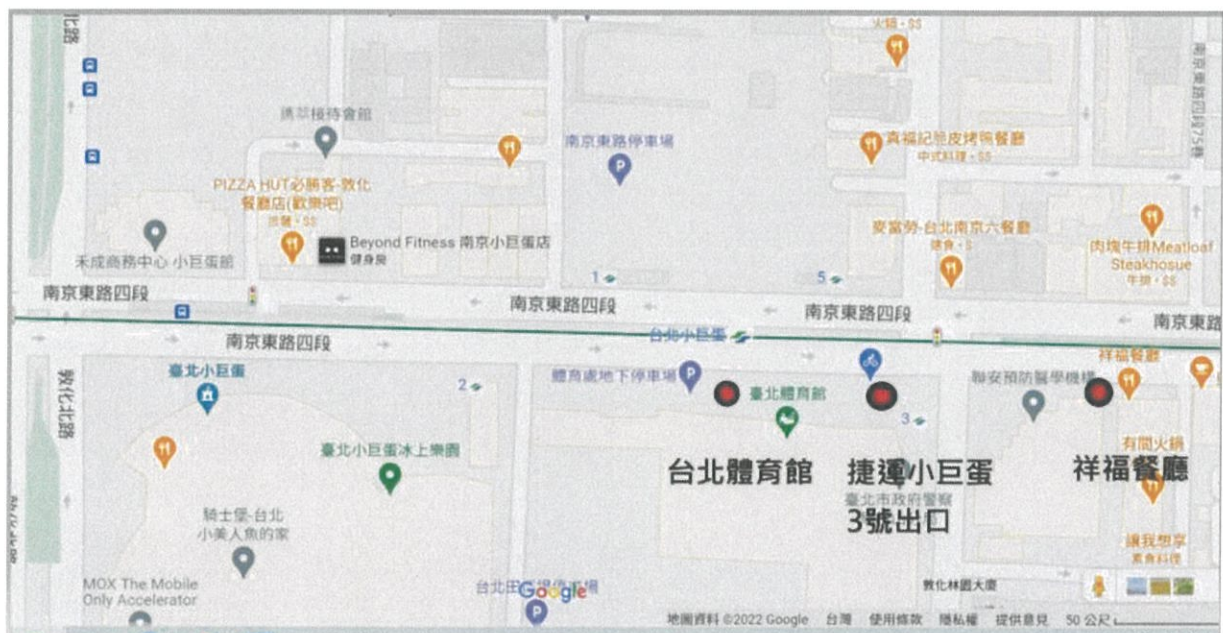 化北路
火鍋・$$
南京東路四段75巷
接待會館
南京東路停車場
真福記脆皮烤鴨餐廳
中式料理・$$
PIZZA HUT必勝客-敦化
餐廳店(歡樂吧)
披薩・$$
Beyond Fitness 南京小巨蛋店
健身房
禾成商務中心 小巨蛋館
麥當勞-台北南京六餐廳
速食・$
肉塊牛排Meatloaf
Steakhosue
牛排・$$
1
5
南京東路四段
南京東路四段
南京東路四段
南京東路
南京東路四段
台北小巨蛋
臺北小巨蛋
2
體育處地下停車場
臺北體育館
3
聯安預防醫學機構
祥福餐廳
敦化北路
臺北小巨蛋冰上樂園
有間火鍋
台北體育館
捷運小巨蛋
3號出口
祥福餐廳
臺北市政府警察
騎士堡-台北
小美人魚的家
讓我想享
素食料理
MOX The Mobile
Only Accelerator
Google
敦化林園大廈
地圖資料 ©2022 Google 台灣 使用條款 隱私權 提供意見 50 公尺